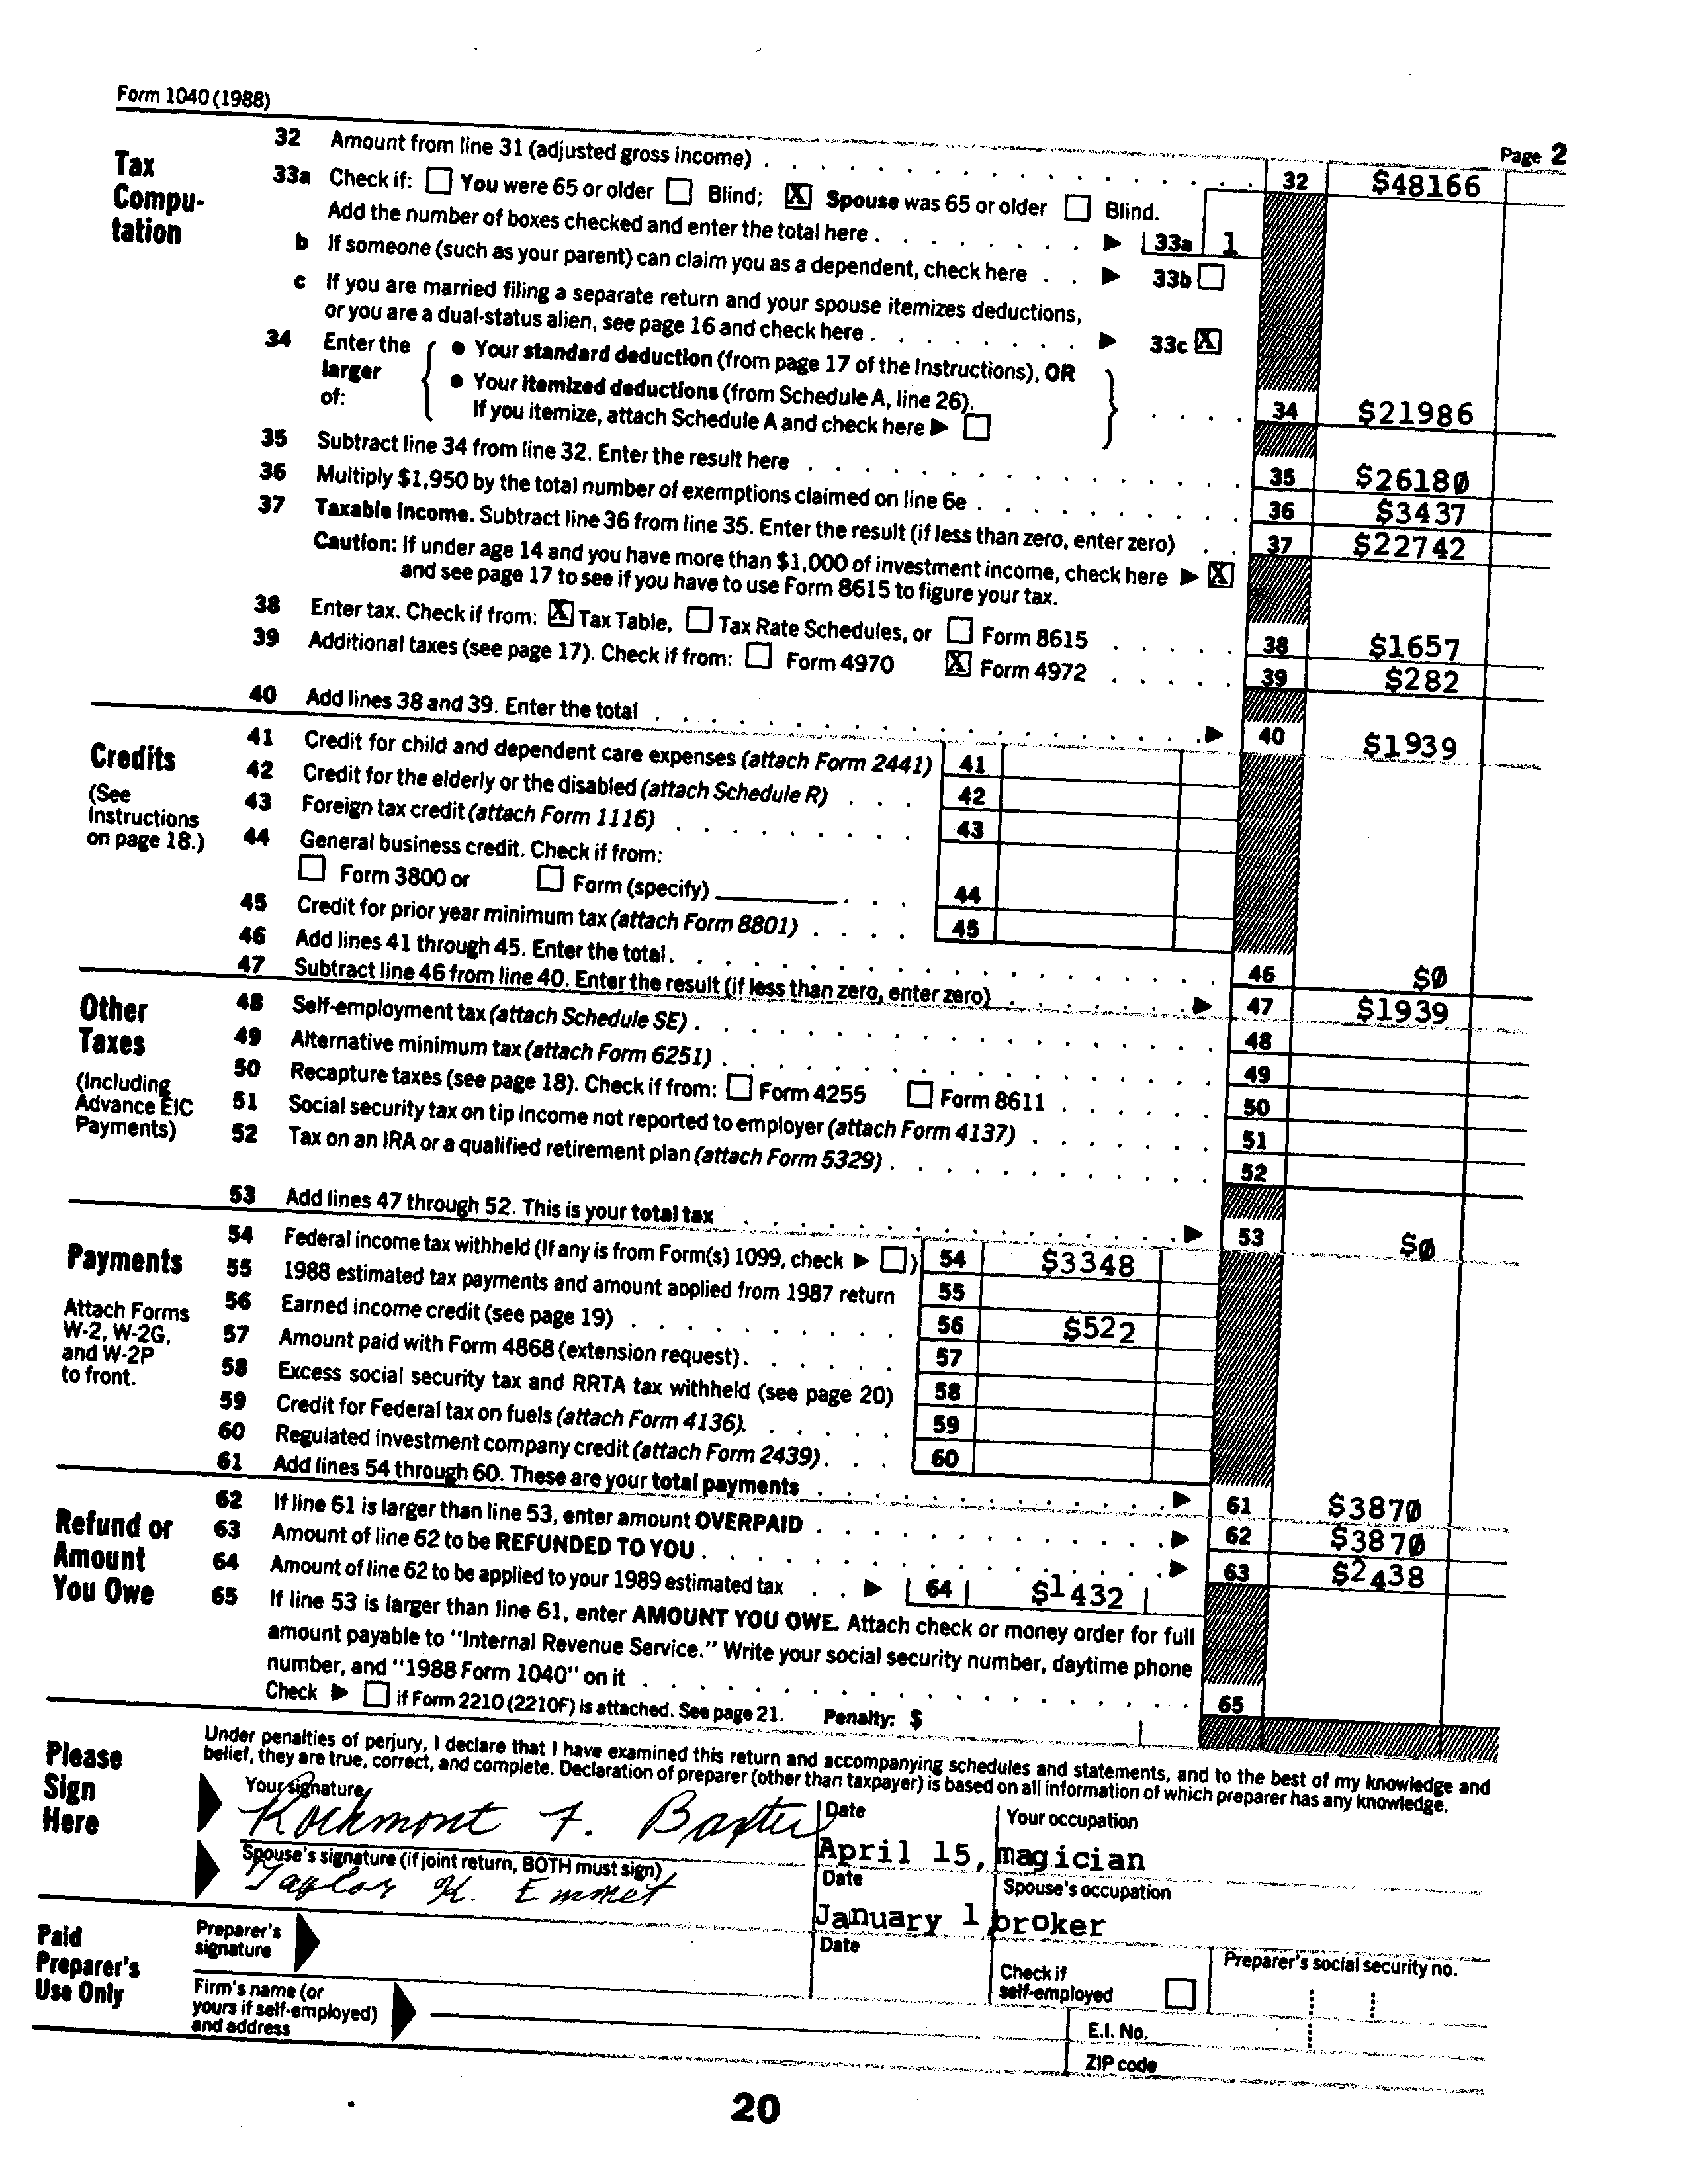 Form 1040 (1988)
Page 2
Tax
Compu-
tation
32 Amount from line 31 (adjusted gross income) . . . . 32 $48166
33a Check if: ☐ You were 65 or older ☐ Blind; ☒ Spouse was 65 or older ☐ Blind.
Add the number of boxes checked and enter the total here . . . . ▶ 33a 1
b If someone (such as your parent) can claim you as a dependent, check here . . ▶ 33b ☐
c If you are married filing a separate return and your spouse itemizes deductions,
or you are a dual-status alien, see page 16 and check here . . . . ▶ 33c ☒
34 Enter the larger of: { • Your standard deduction (from page 17 of the Instructions), OR
• Your itemized deductions (from Schedule A, line 26).
If you itemize, attach Schedule A and check here ▶ ☐ } . . . . 34 $21986
35 Subtract line 34 from line 32. Enter the result here . . . . 35 $26180
36 Multiply $1,950 by the total number of exemptions claimed on line 6e . . . . 36 $3437
37 Taxable income. Subtract line 36 from line 35. Enter the result (if less than zero, enter zero) . . 37 $22742
Caution: If under age 14 and you have more than $1,000 of investment income, check here ▶ ☒
and see page 17 to see if you have to use Form 8615 to figure your tax.
38 Enter tax. Check if from: ☒ Tax Table, ☐ Tax Rate Schedules, or ☐ Form 8615 . . . . 38 $1657
39 Additional taxes (see page 17). Check if from: ☐ Form 4970 ☒ Form 4972 . . . . 39 $282
40 Add lines 38 and 39. Enter the total . . . . ▶ 40 $1939
Credits
(See
Instructions
on page 18.)
41 Credit for child and dependent care expenses (attach Form 2441) 41
42 Credit for the elderly or the disabled (attach Schedule R) . . . 42
43 Foreign tax credit (attach Form 1116) . . . . 43
44 General business credit. Check if from:
☐ Form 3800 or ☐ Form (specify) ______ . . . 44
45 Credit for prior year minimum tax (attach Form 8801) . . . . 45
46 Add lines 41 through 45. Enter the total . . . . 46 $0
47 Subtract line 46 from line 40. Enter the result (if less than zero, enter zero) . . . . ▶ 47 $1939
Other
Taxes
(Including
Advance EIC
Payments)
48 Self-employment tax (attach Schedule SE) . . . . 48
49 Alternative minimum tax (attach Form 6251) . . . . 49
50 Recapture taxes (see page 18). Check if from: ☐ Form 4255 ☐ Form 8611 . . . . 50
51 Social security tax on tip income not reported to employer (attach Form 4137) . . . . 51
52 Tax on an IRA or a qualified retirement plan (attach Form 5329) . . . . 52
53 Add lines 47 through 52. This is your total tax . . . . ▶ 53 $0
Payments
Attach Forms
W-2, W-2G,
and W-2P
to front.
54 Federal income tax withheld (If any is from Form(s) 1099, check ▶ ☐) 54 $3348
55 1988 estimated tax payments and amount applied from 1987 return 55
56 Earned income credit (see page 19) . . . . 56 $522
57 Amount paid with Form 4868 (extension request) . . . . 57
58 Excess social security tax and RRTA tax withheld (see page 20) 58
59 Credit for Federal tax on fuels (attach Form 4136) . . . . 59
60 Regulated investment company credit (attach Form 2439) . . . 60
61 Add lines 54 through 60. These are your total payments . . . . ▶ 61 $3870
Refund or
Amount
You Owe
62 If line 61 is larger than line 53, enter amount OVERPAID . . . . ▶ 62 $3870
63 Amount of line 62 to be REFUNDED TO YOU . . . . ▶ 63 $2438
64 Amount of line 62 to be applied to your 1989 estimated tax . . ▶ 64 $1432
65 If line 53 is larger than line 61, enter AMOUNT YOU OWE. Attach check or money order for full
amount payable to "Internal Revenue Service." Write your social security number, daytime phone
number, and "1988 Form 1040" on it . . . . 65
Check ▶ ☐ if Form 2210 (2210F) is attached. See page 21. Penalty: $
Please
Sign
Here
Under penalties of perjury, I declare that I have examined this return and accompanying schedules and statements, and to the best of my knowledge and
belief, they are true, correct, and complete. Declaration of preparer (other than taxpayer) is based on all information of which preparer has any knowledge.
Your signature Date Your occupation
Rockmont F. Baxter April 15, magician
Spouse's signature (if joint return, BOTH must sign) Date Spouse's occupation
Taylor K. Emmet January 1 broker
Paid
Preparer's
Use Only
Preparer's
signature
Date
Check if
self-employed ☐
Preparer's social security no.
Firm's name (or
yours if self-employed)
and address
E.I. No.
ZIP code
20